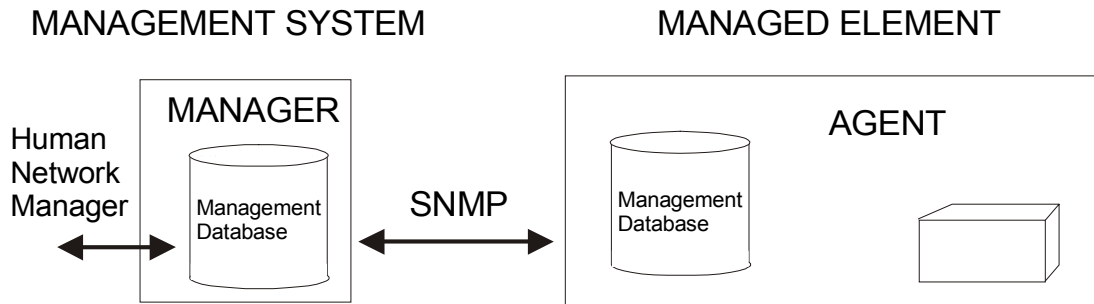 MANAGEMENT SYSTEM
MANAGED ELEMENT
MANAGER
AGENT
Human
Network
Manager
Management
Database
SNMP
Management
Database